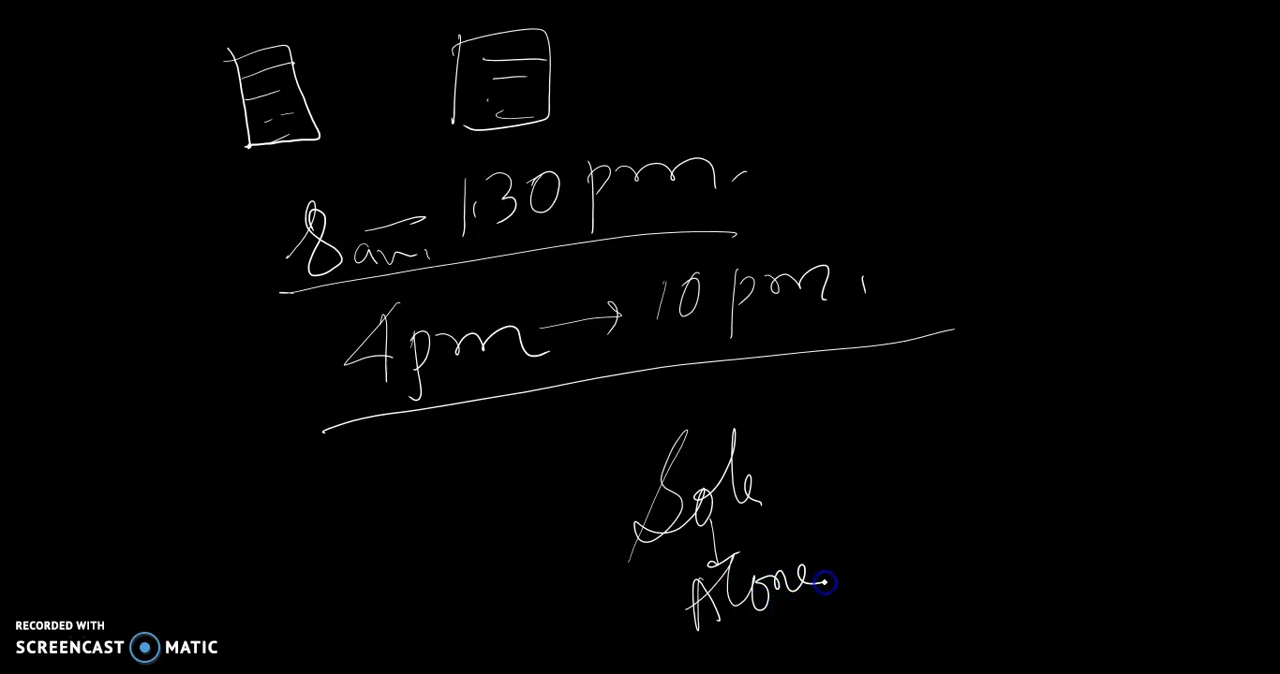 8 am. — 1.30 pm.
4 pm → 10 pm.
Sole
↓
Alone
RECORDED WITH
SCREENCAST MATIC